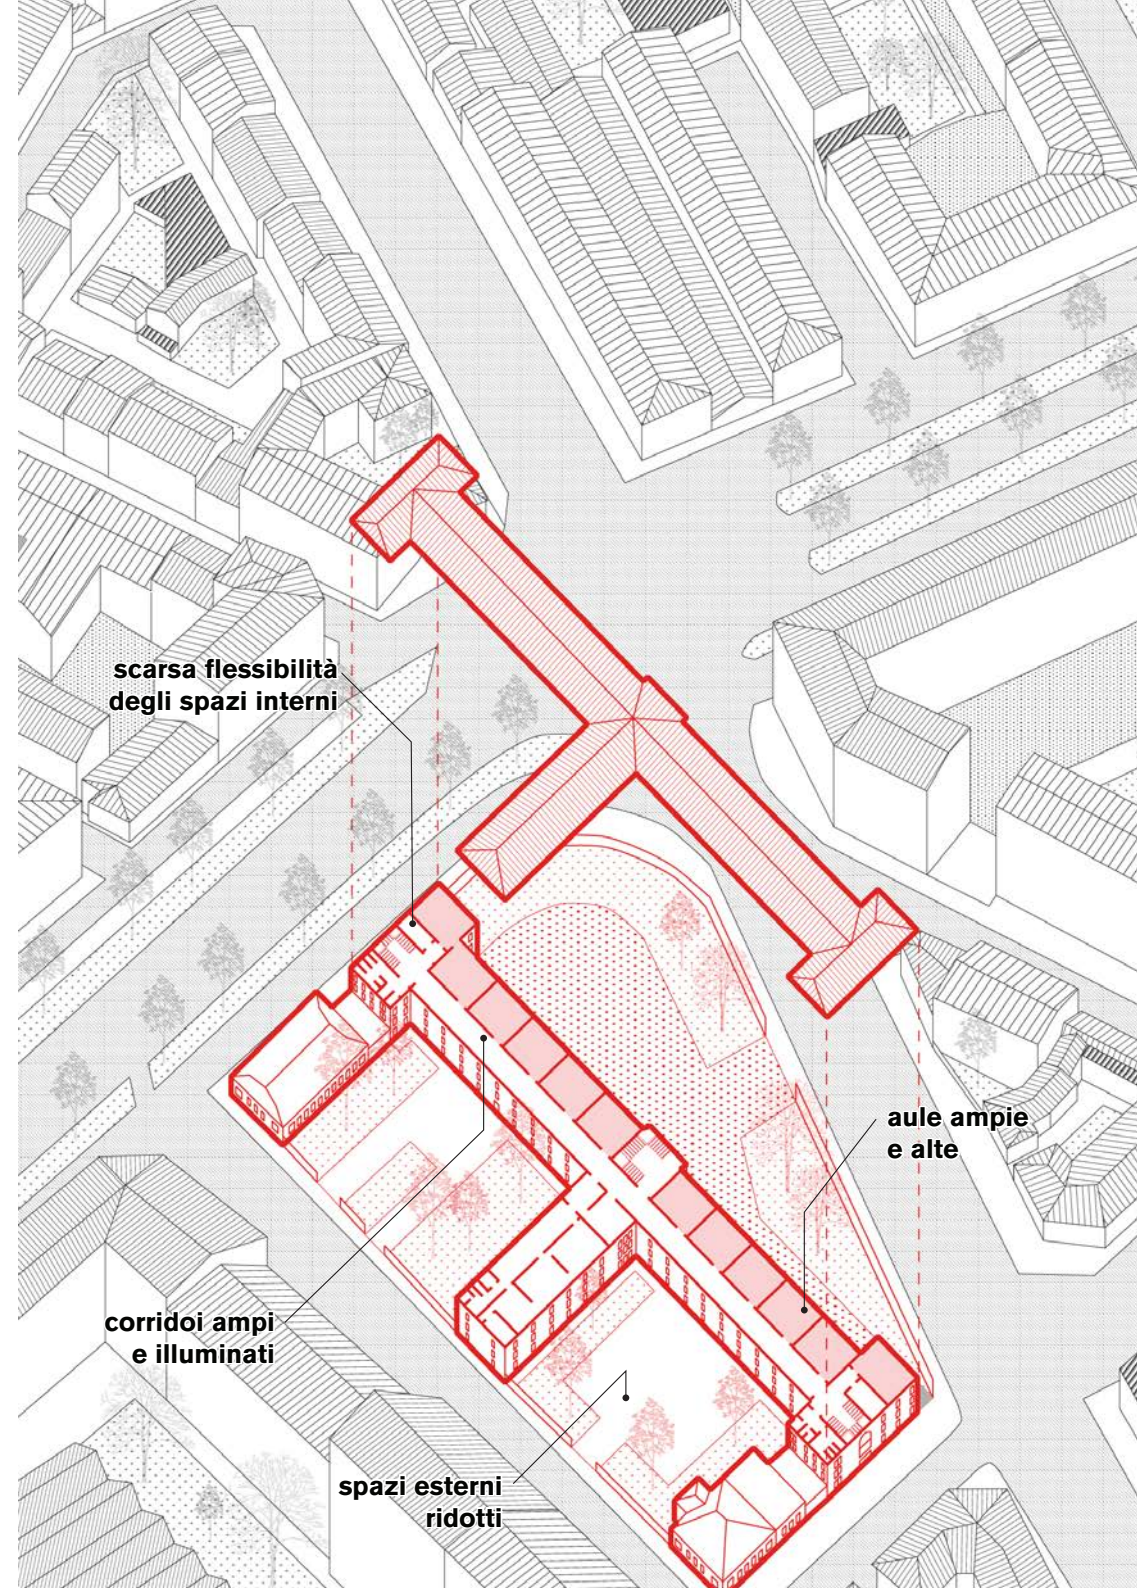 scarsa flessibilità
degli spazi interni
aule ampie
e alte
corridoi ampi
e illuminati
spazi esterni
ridotti